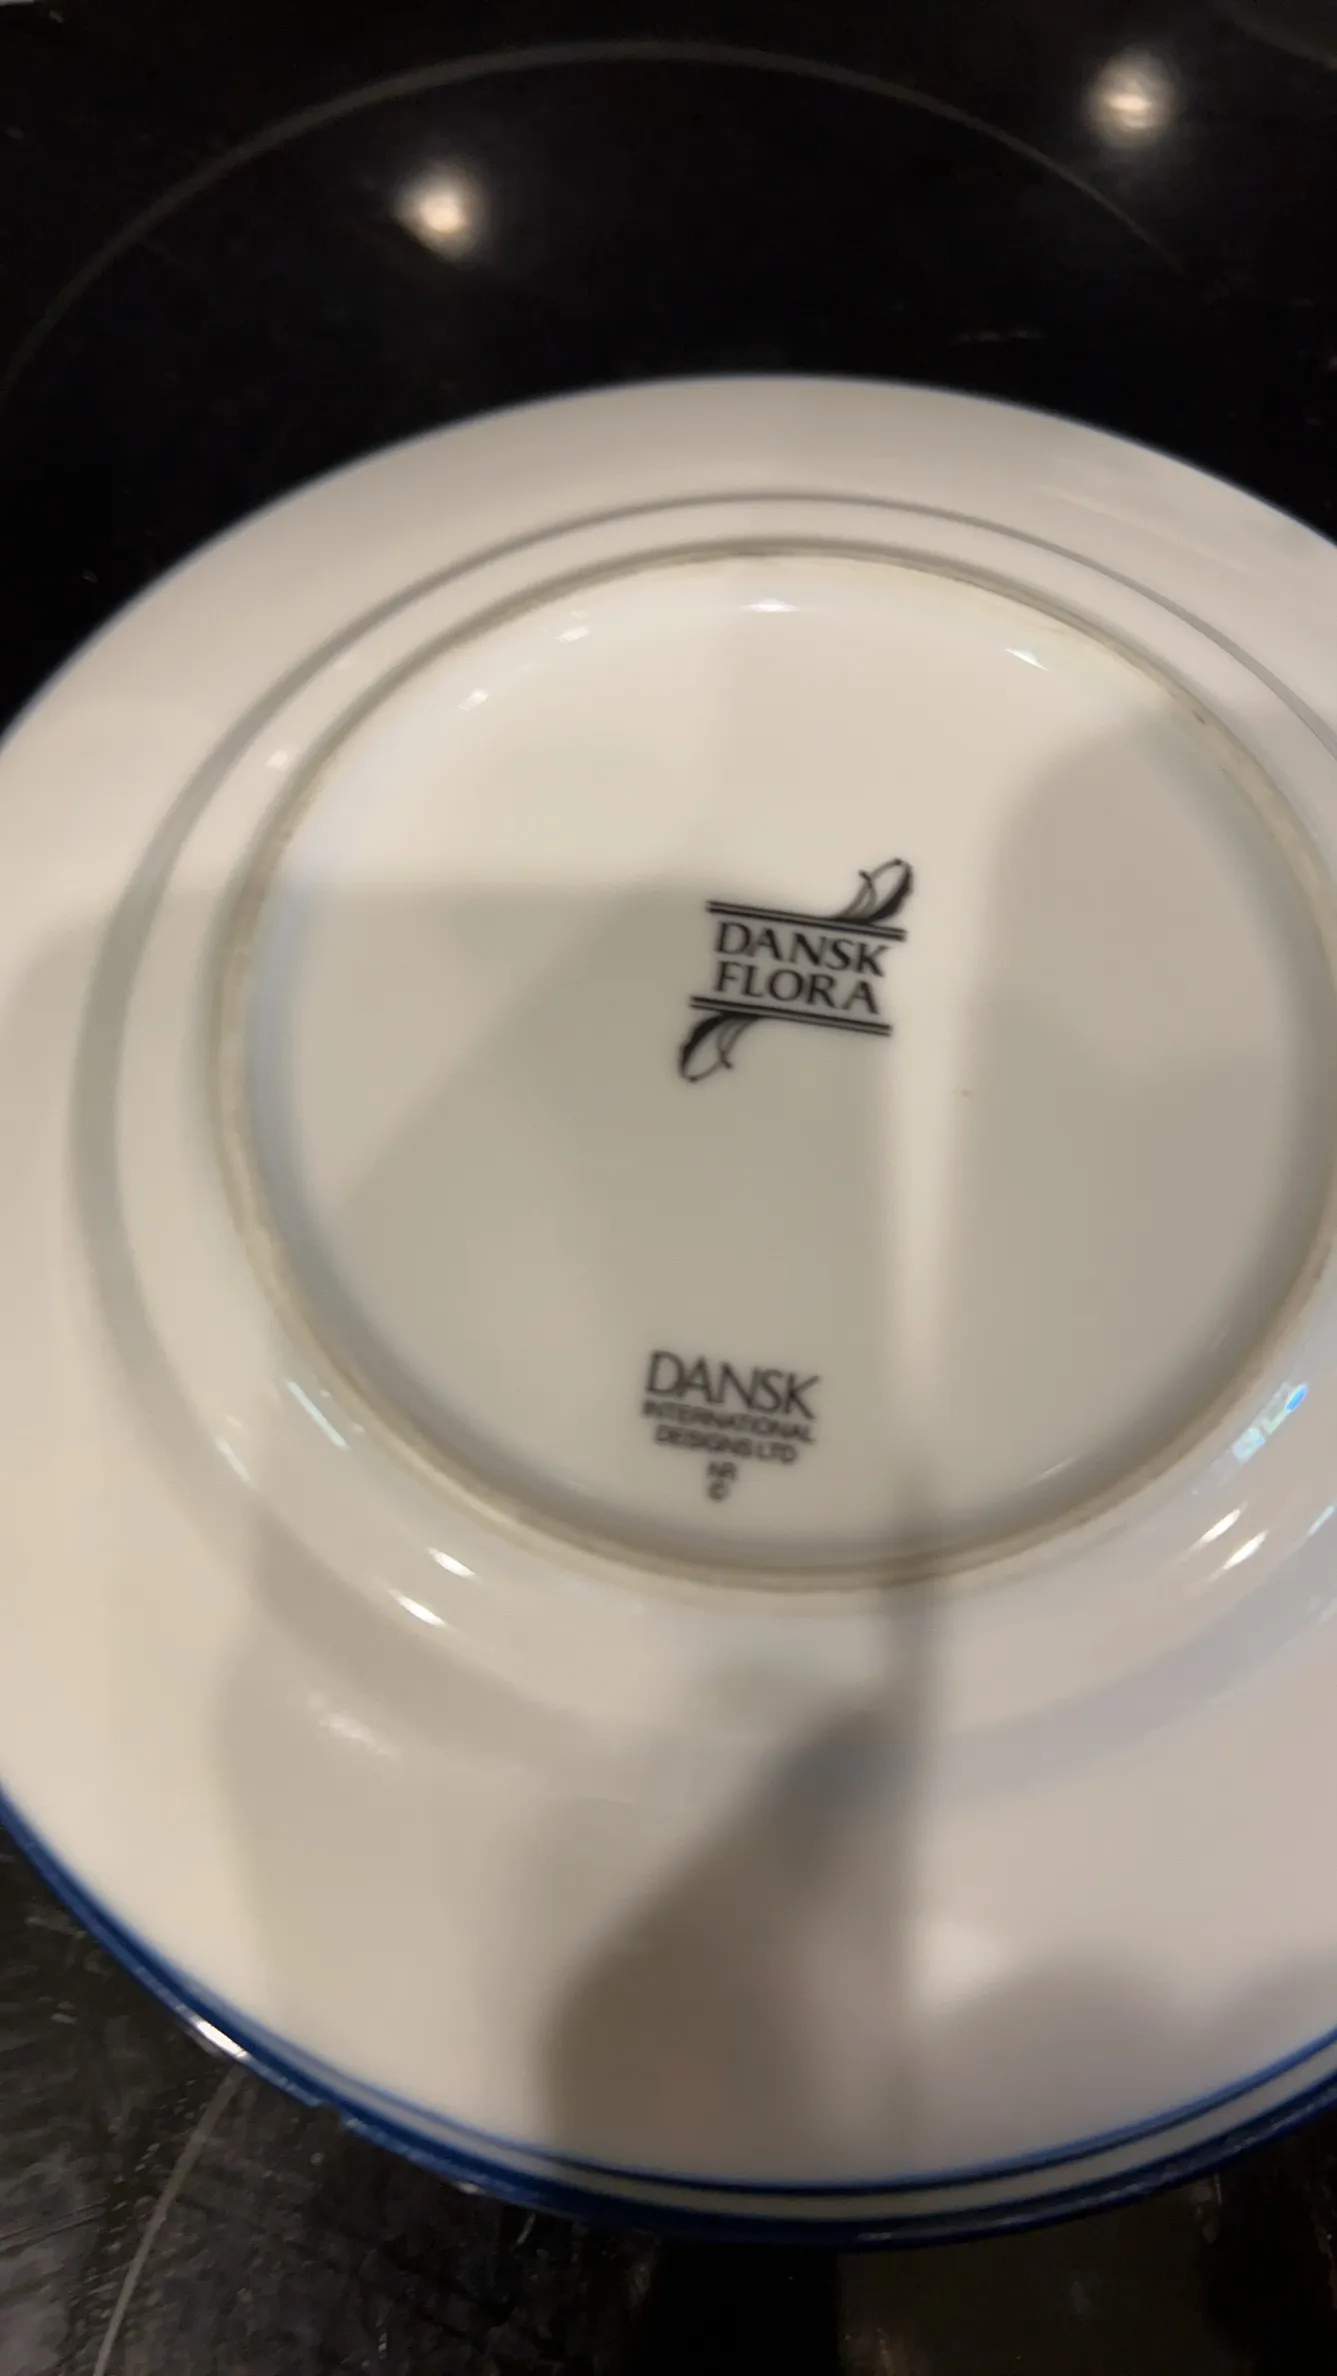 DANSK
FLORA
DANSK
INTERNATIONAL
DESIGNS LTD
©